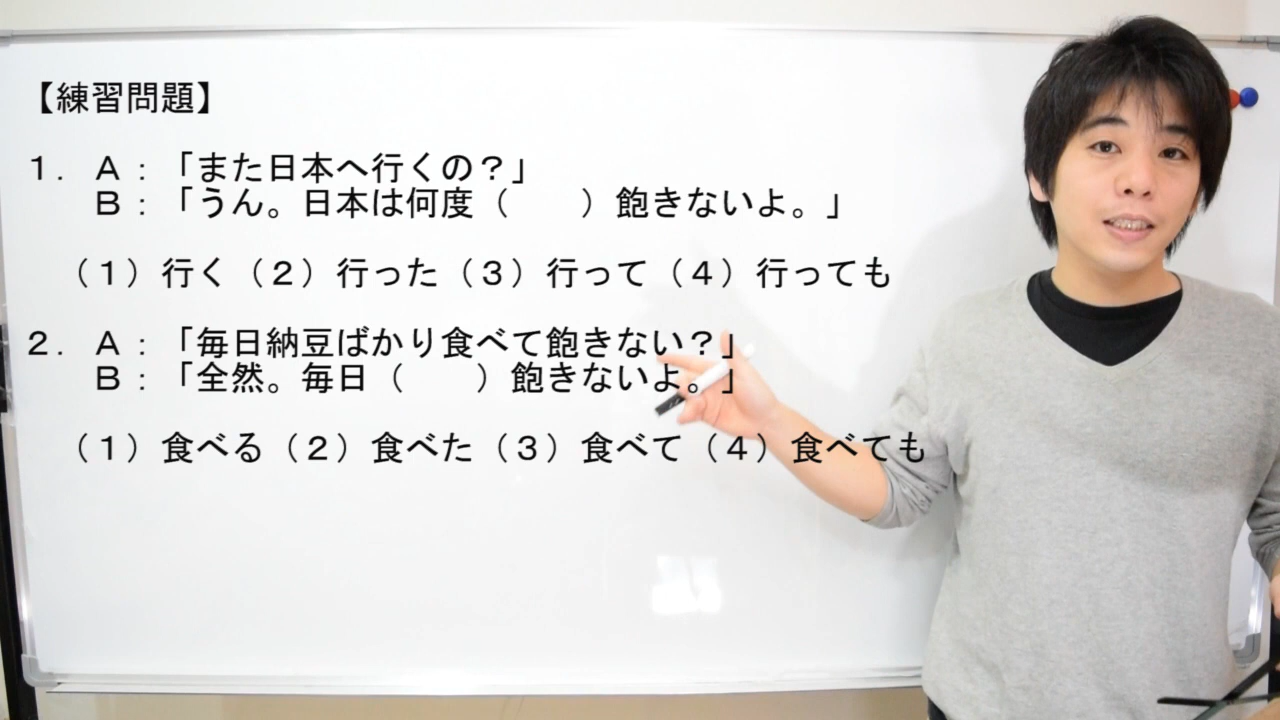 【練習問題】
１．Ａ：「また日本へ行くの？」
Ｂ：「うん。日本は何度（　　）飽きないよ。」
（１）行く（２）行った（３）行って（４）行っても
２．Ａ：「毎日納豆ばかり食べて飽きない？」
Ｂ：「全然。毎日（　　）飽きないよ。」
（１）食べる（２）食べた（３）食べて（４）食べても